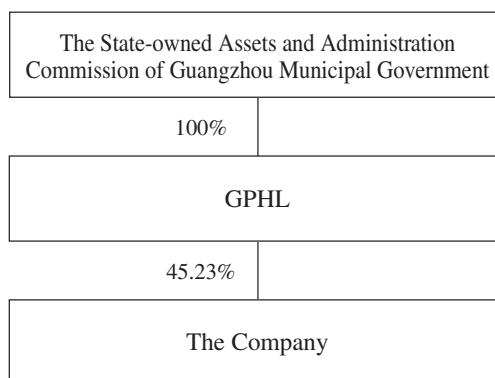 The State-owned Assets and Administration
Commission of Guangzhou Municipal Government
100%
GPHL
45.23%
The Company